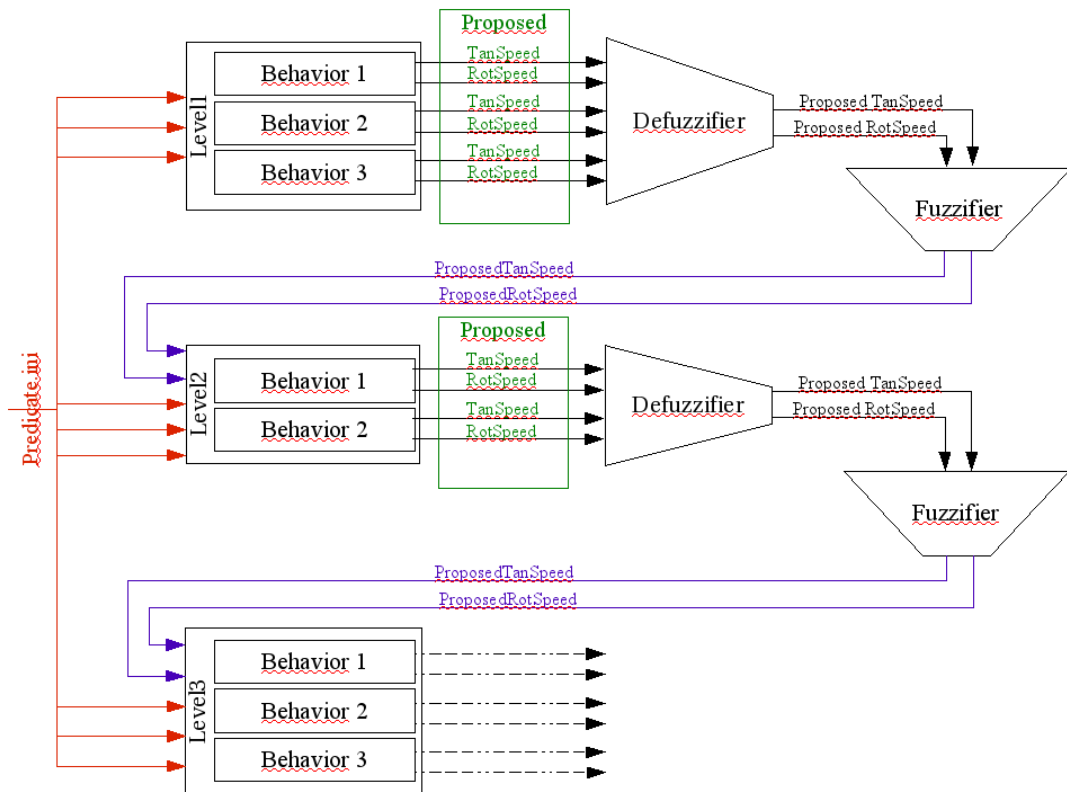 Proposed
Level1
Behavior 1
Behavior 2
Behavior 3
TanSpeed
RotSpeed
TanSpeed
RotSpeed
TanSpeed
RotSpeed
Defuzzifier
Proposed TanSpeed
Proposed RotSpeed
Fuzzifier
ProposedTanSpeed
ProposedRotSpeed
Predicate.ini
Proposed
Level2
Behavior 1
Behavior 2
TanSpeed
RotSpeed
TanSpeed
RotSpeed
Defuzzifier
Proposed TanSpeed
Proposed RotSpeed
Fuzzifier
ProposedTanSpeed
ProposedRotSpeed
Level3
Behavior 1
Behavior 2
Behavior 3